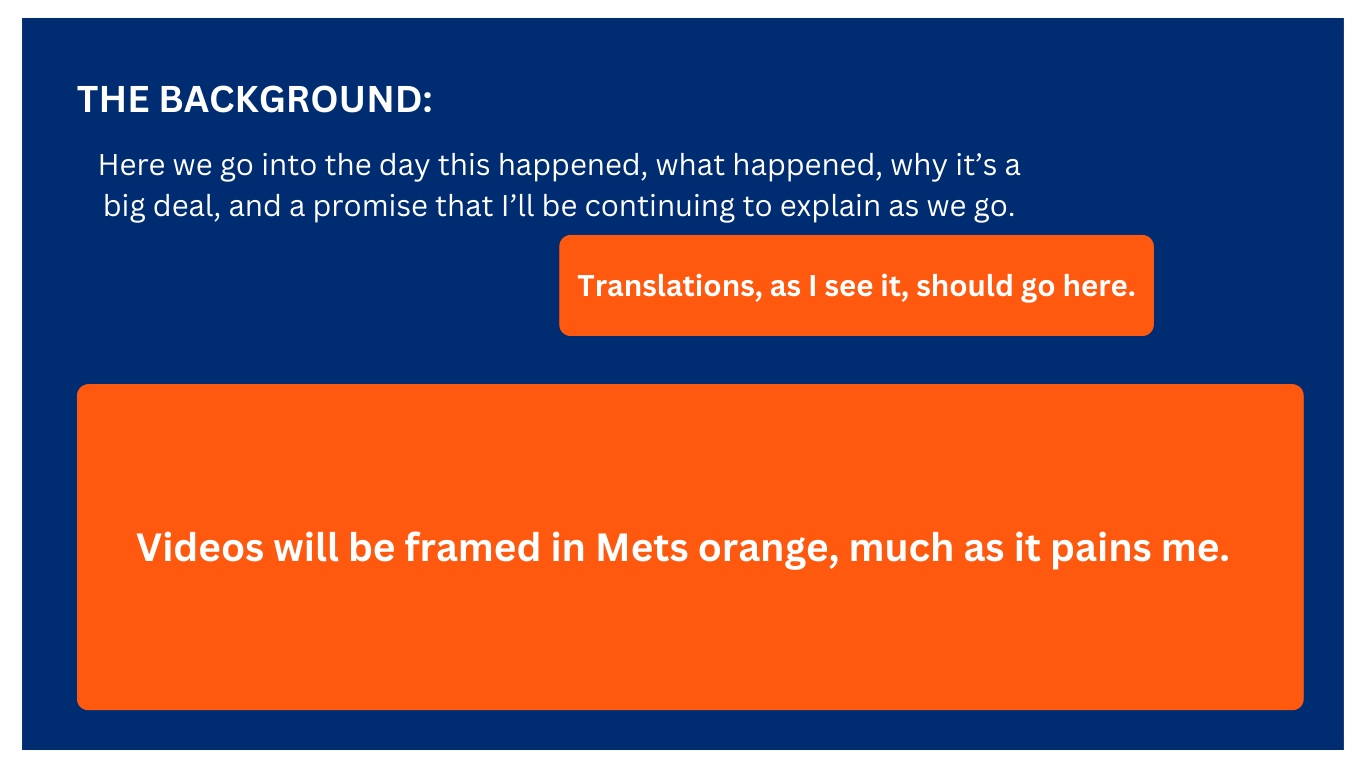 THE BACKGROUND:
Here we go into the day this happened, what happened, why it’s a
big deal, and a promise that I’ll be continuing to explain as we go.
Translations, as I see it, should go here.
Videos will be framed in Mets orange, much as it pains me.